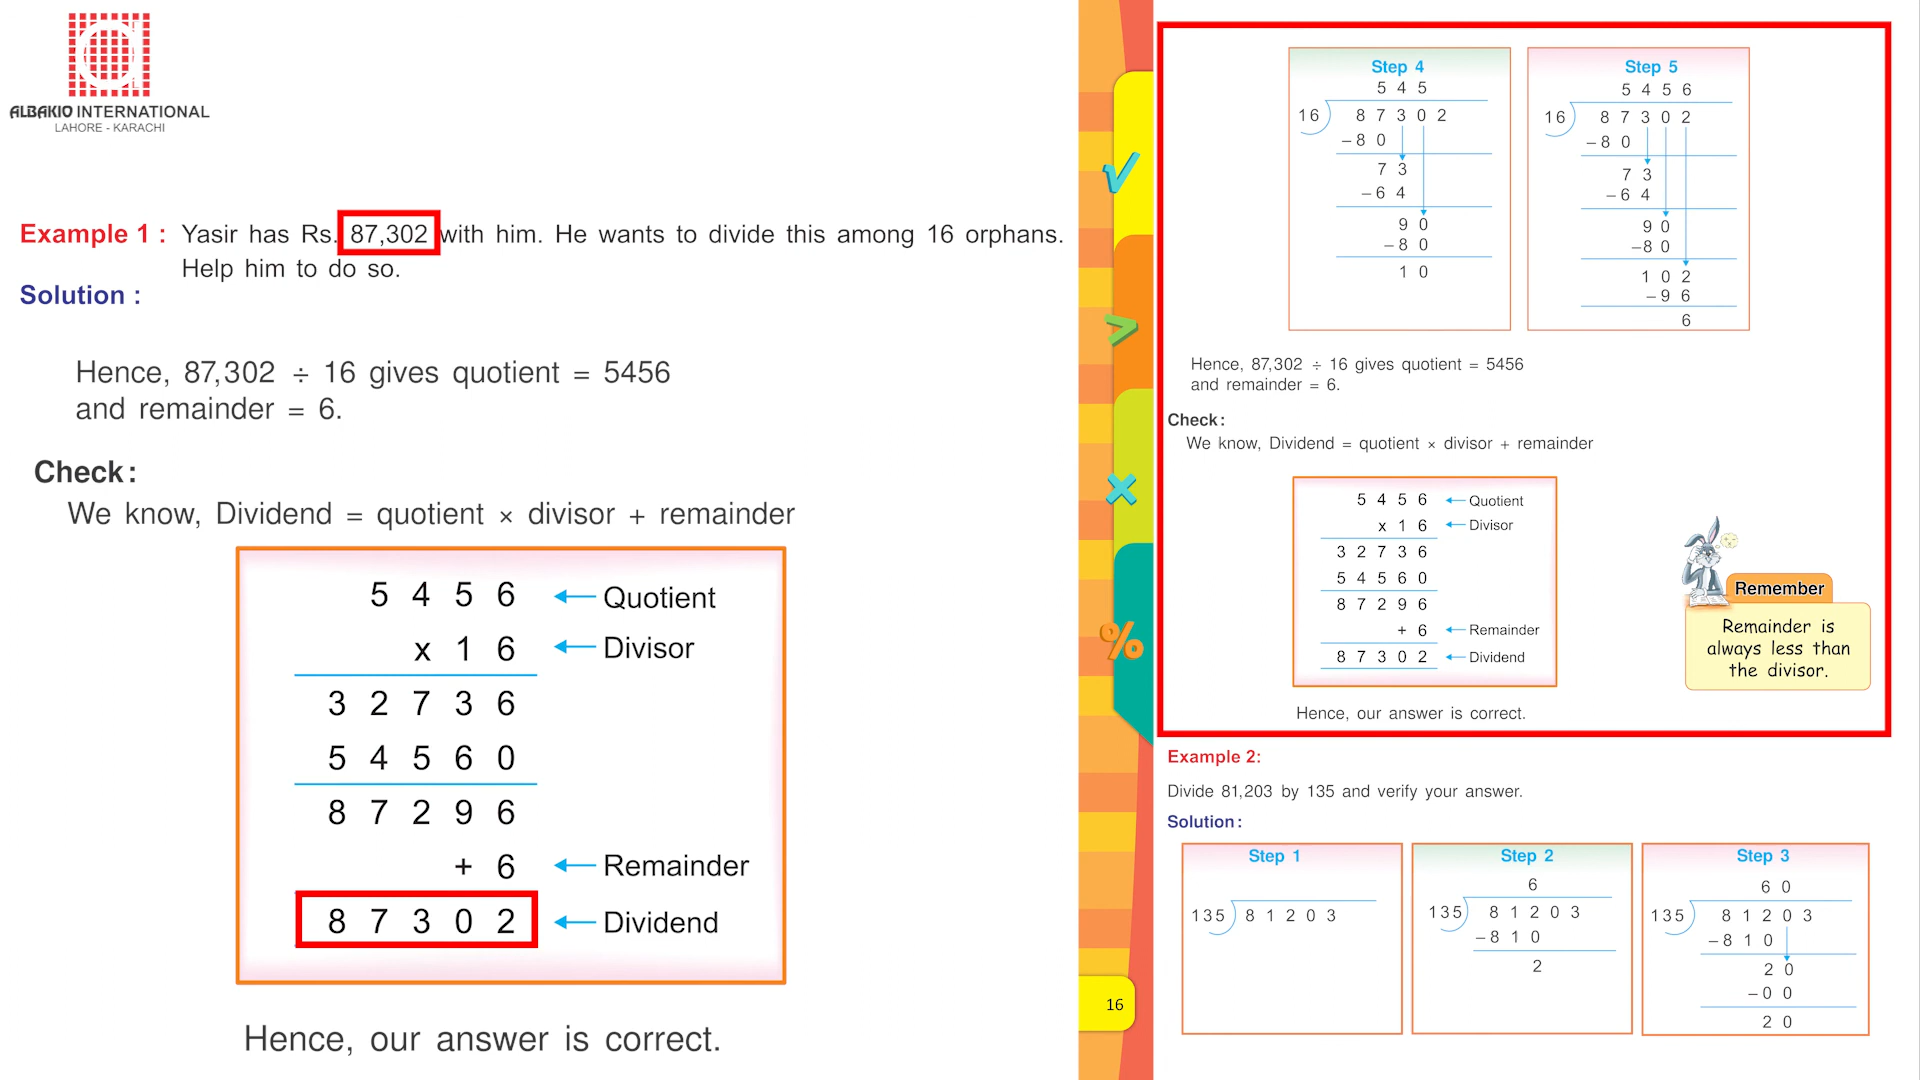 ALBAKIO INTERNATIONAL
LAHORE - KARACHI
Example 1 : Yasir has Rs. 87,302 with him. He wants to divide this among 16 orphans.
Help him to do so.
Solution :
Hence, 87,302 ÷ 16 gives quotient = 5456
and remainder = 6.
Check:
We know, Dividend = quotient × divisor + remainder
5 4 5 6 Quotient
x 1 6 Divisor
3 2 7 3 6
5 4 5 6 0
8 7 2 9 6
+ 6 Remainder
8 7 3 0 2 Dividend
Hence, our answer is correct.
√
>
×
%
16
Step 4
5 4 5
16 8 7 3 0 2
-8 0
7 3
-6 4
9 0
-8 0
1 0
Step 5
5 4 5 6
16 8 7 3 0 2
-8 0
7 3
-6 4
9 0
-8 0
1 0 2
-9 6
6
Hence, 87,302 ÷ 16 gives quotient = 5456
and remainder = 6.
Check:
We know, Dividend = quotient × divisor + remainder
5 4 5 6 Quotient
x 1 6 Divisor
3 2 7 3 6
5 4 5 6 0
8 7 2 9 6
+ 6 Remainder
8 7 3 0 2 Dividend
Remember
Remainder is
always less than
the divisor.
Hence, our answer is correct.
Example 2:
Divide 81,203 by 135 and verify your answer.
Solution:
Step 1
135 8 1 2 0 3
Step 2
6
135 8 1 2 0 3
-8 1 0
2
Step 3
6 0
135 8 1 2 0 3
-8 1 0
2 0
-0 0
2 0